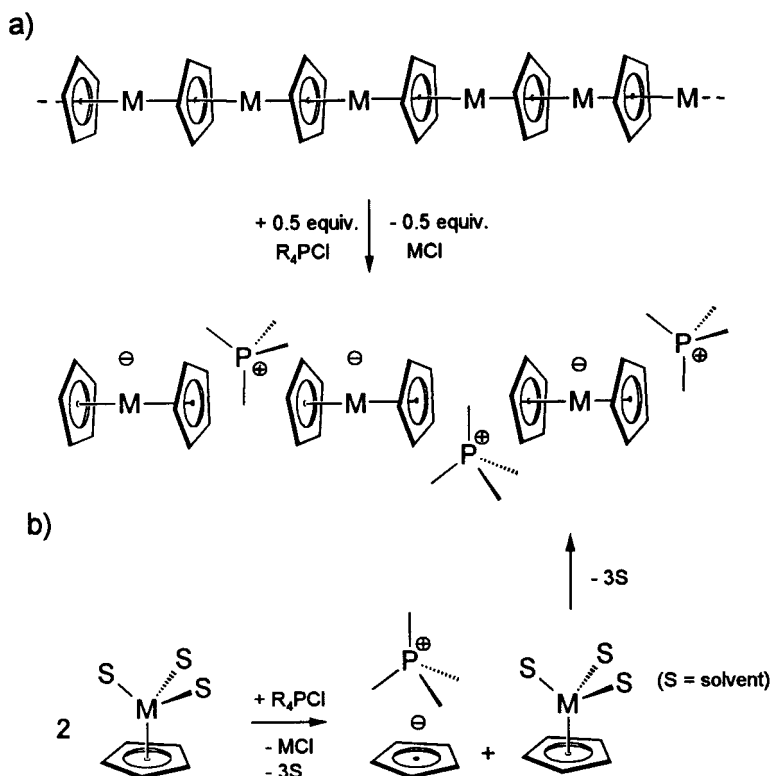 a)
-- M M M M M M --
+ 0.5 equiv. - 0.5 equiv.
R₄PCl MCl
⊖ P ⊕ ⊖ ⊖ P ⊕
M M M
P ⊕
b)
- 3S
S S S P ⊕ S S S (S = solvent)
2 M + R₄PCl ⊖ + M
- MCl
- 3S